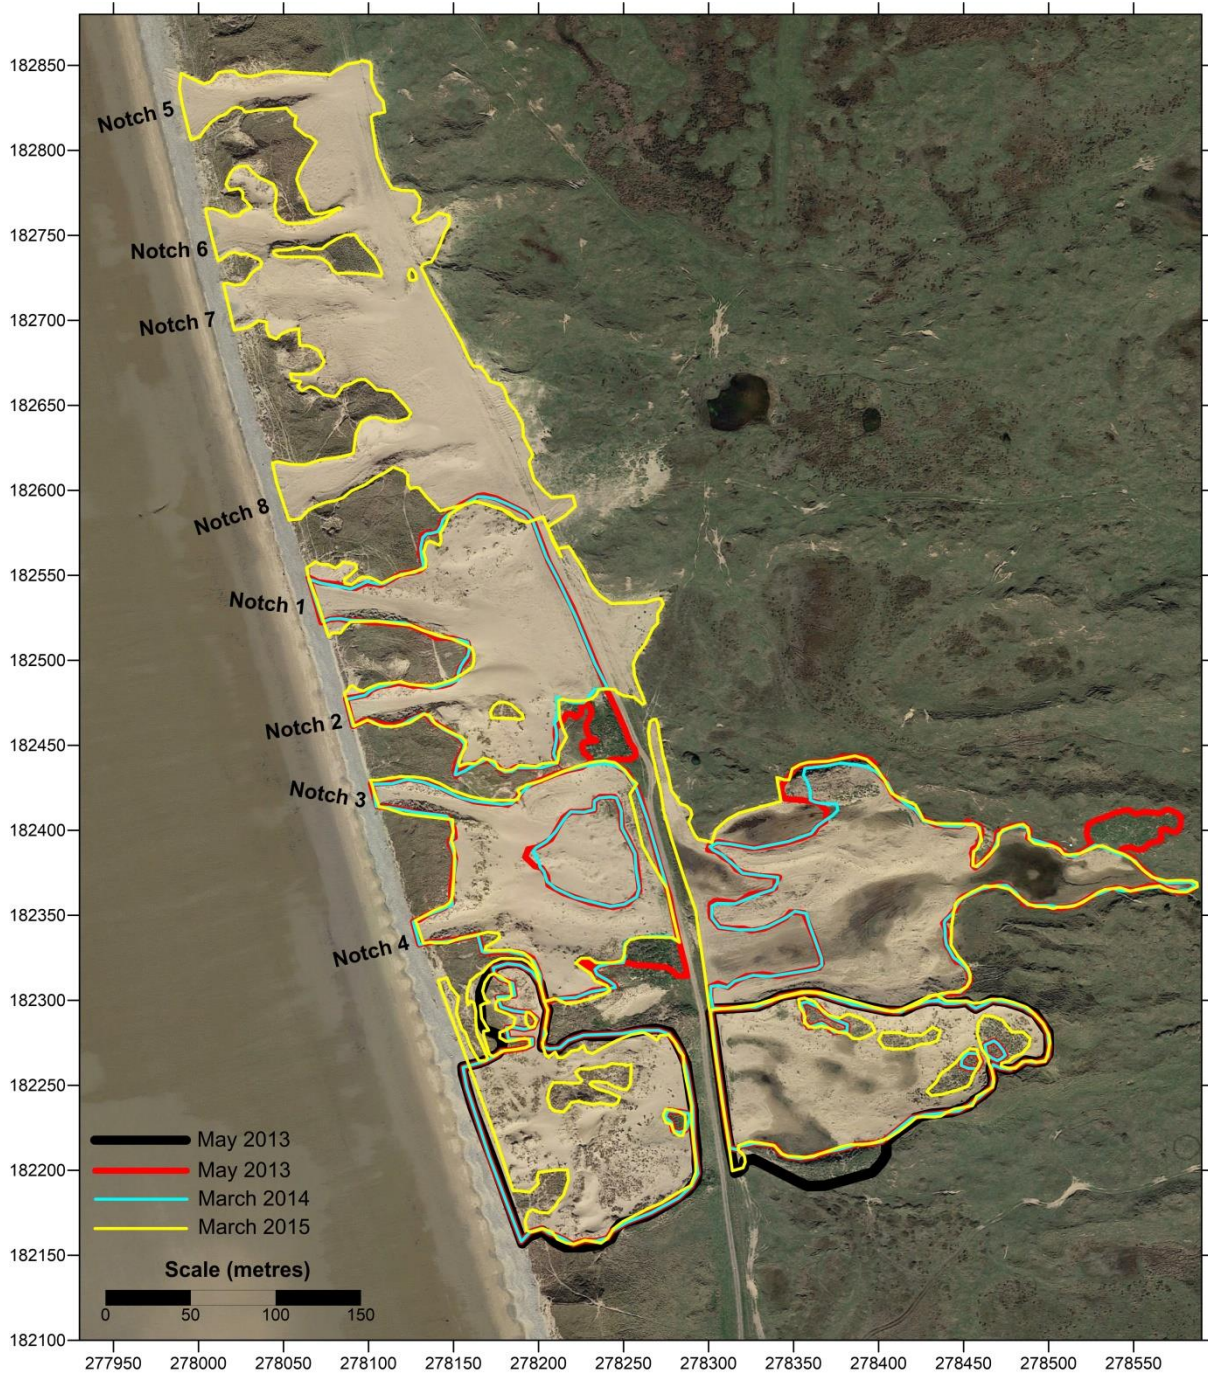 182850
182800
182750
182700
182650
182600
182550
182500
182450
182400
182350
182300
182250
182200
182150
182100
Notch 5
Notch 6
Notch 7
Notch 8
Notch 1
Notch 2
Notch 3
Notch 4
May 2013
May 2013
March 2014
March 2015
Scale (metres)
0 50 100 150
277950 278000 278050 278100 278150 278200 278250 278300 278350 278400 278450 278500 278550